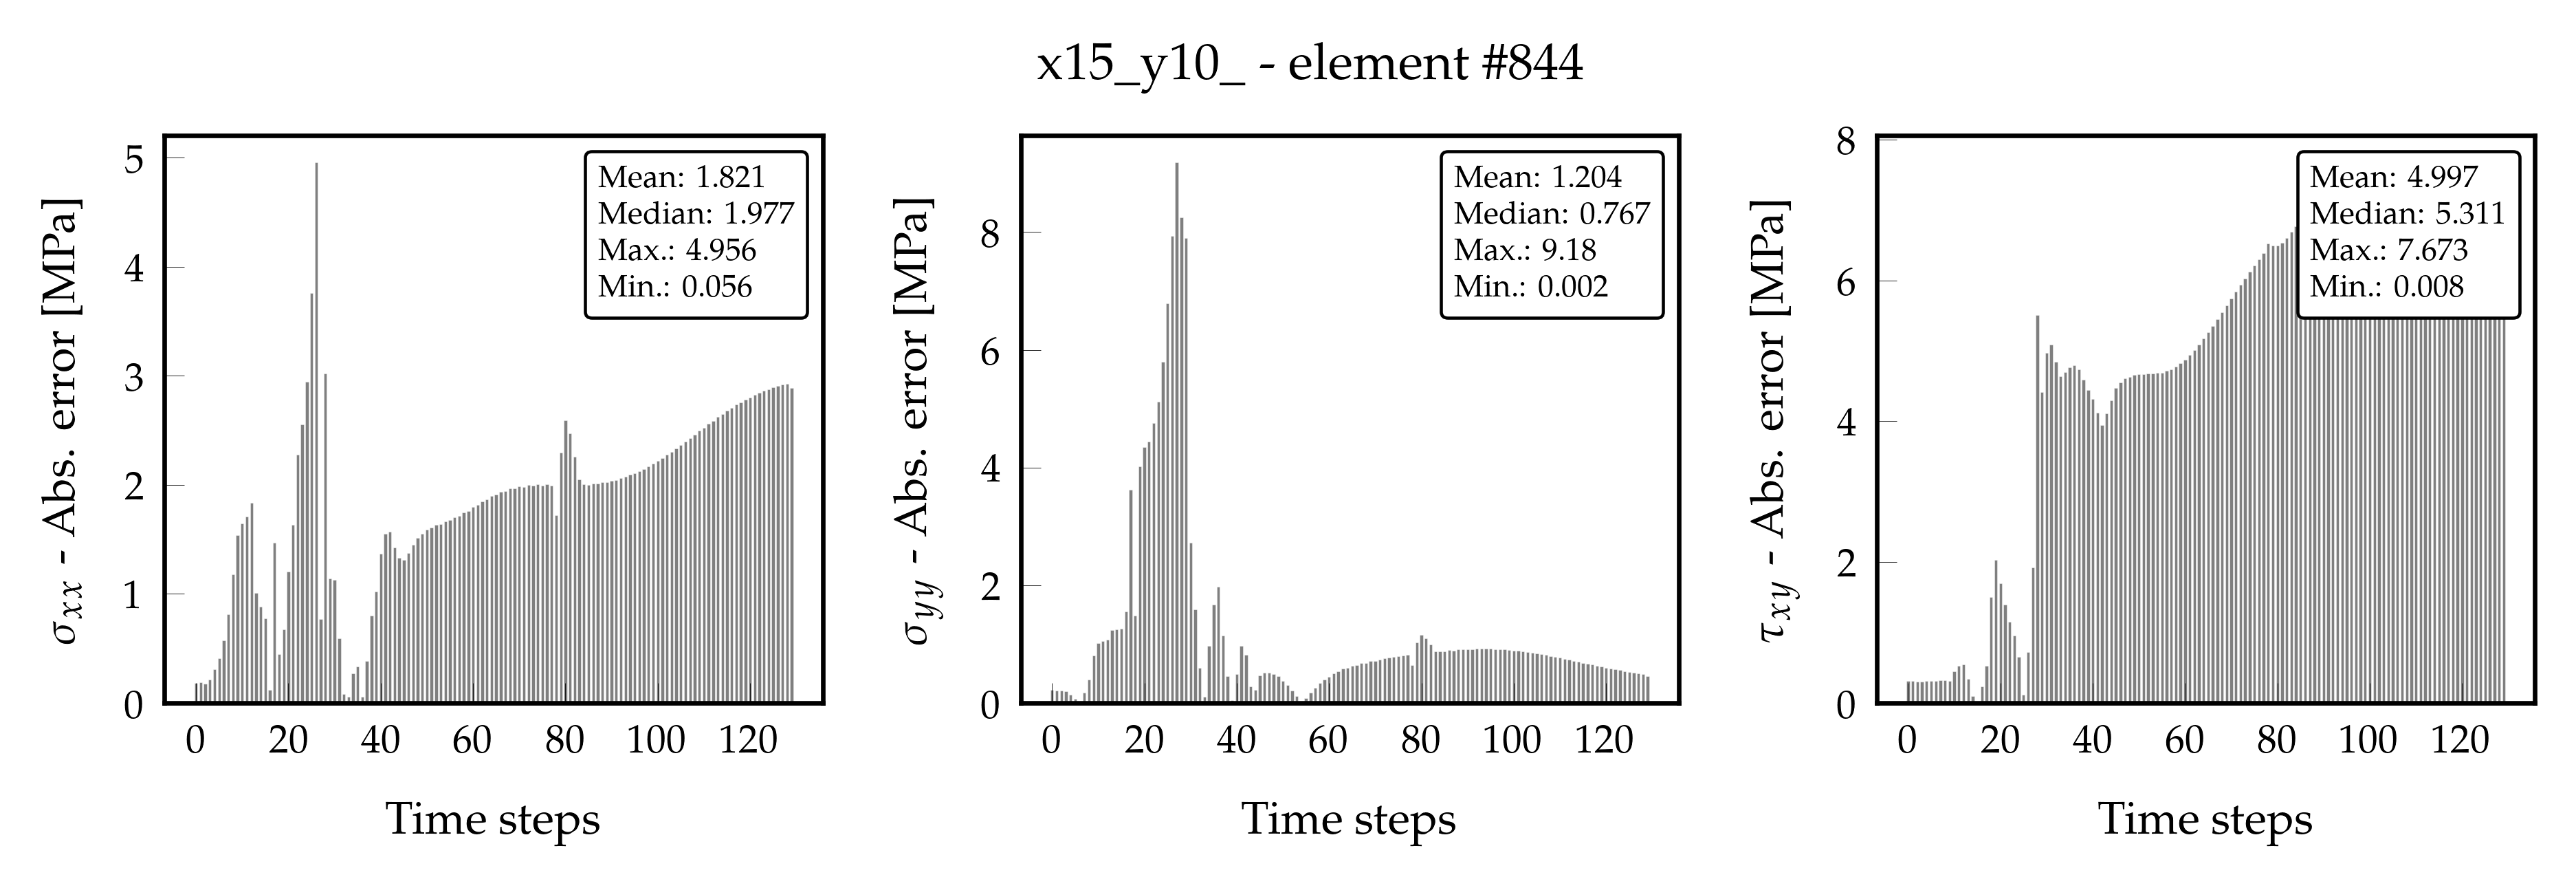 x15_y10_ - element #844
σxx - Abs. error [MPa]
5
4
3
2
1
0
0 20 40 60 80 100 120
Time steps
Mean: 1.821
Median: 1.977
Max.: 4.956
Min.: 0.056
σyy - Abs. error [MPa]
8
6
4
2
0
0 20 40 60 80 100 120
Time steps
Mean: 1.204
Median: 0.767
Max.: 9.18
Min.: 0.002
τxy - Abs. error [MPa]
8
6
4
2
0
0 20 40 60 80 100 120
Time steps
Mean: 4.997
Median: 5.311
Max.: 7.673
Min.: 0.008